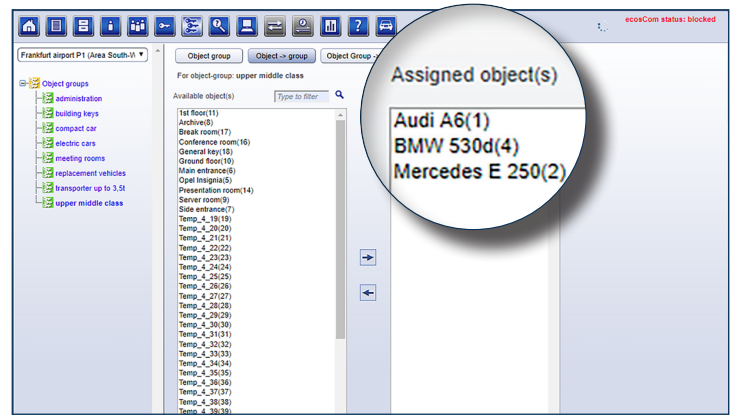 ecosCom status: blocked
Frankfurt airport P1 (Area South-W
Object groups
administration
building keys
compact car
electric cars
meeting rooms
replacement vehicles
transporter up to 3,5t
upper middle class
Object group
Object -> group
Object Group -
For object-group: upper middle class
Available object(s)
Type to filter
1st floor(11)
Archive(8)
Break room(17)
Conference room(16)
General key(18)
Ground floor(10)
Main entrance(6)
Opel Insignia(5)
Presentation room(14)
Server room(9)
Side entrance(7)
Temp_4_19(19)
Temp_4_20(20)
Temp_4_21(21)
Temp_4_22(22)
Temp_4_23(23)
Temp_4_24(24)
Temp_4_25(25)
Temp_4_26(26)
Temp_4_27(27)
Temp_4_28(28)
Temp_4_29(29)
Temp_4_30(30)
Temp_4_31(31)
Temp_4_32(32)
Temp_4_33(33)
Temp_4_34(34)
Temp_4_35(35)
Temp_4_36(36)
Temp_4_37(37)
Temp_4_38(38)
Temp_4_39(39)
Assigned object(s)
Audi A6(1)
BMW 530d(4)
Mercedes E 250(2)